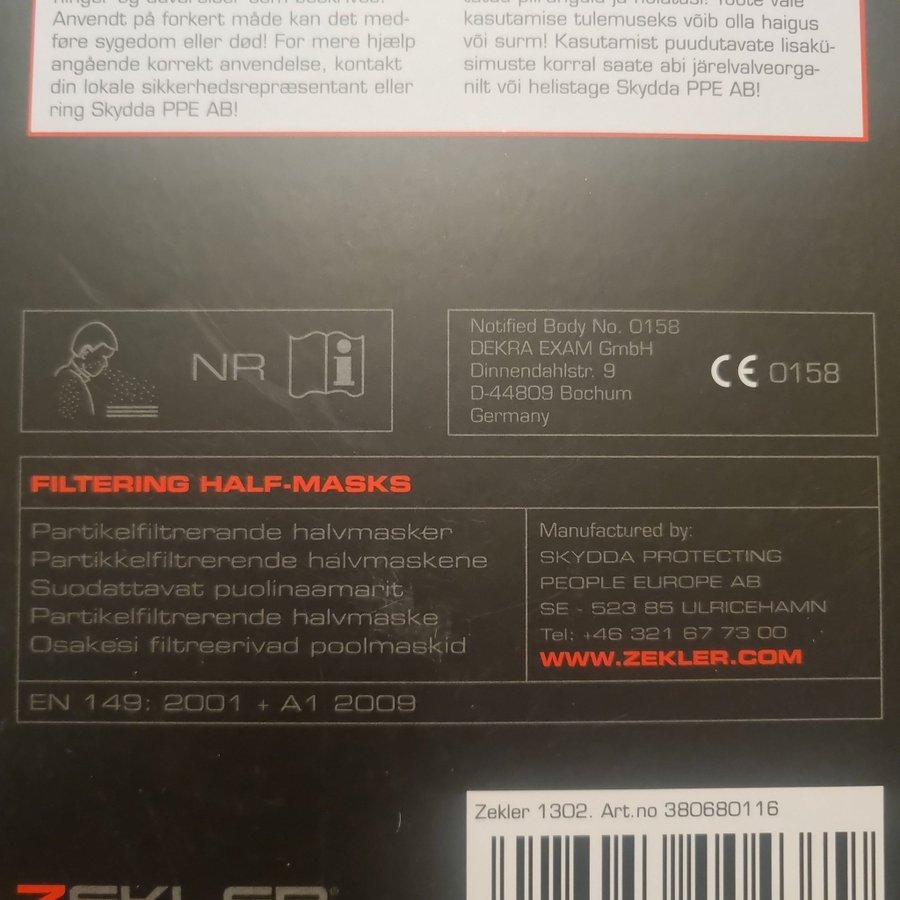 Anvendt på forkert måde kan det med-
føre sygedom eller død! For mere hjælp
angående korrekt anvendelse, kontakt
din lokale sikkerhedsrepræsentant eller
ring Skydda PPE AB!
kasutamise tulemuseks võib olla haigus
või surm! Kasutamist puudutavate lisakü-
simuste korral saate abi järelvalveorga-
nilt või helistage Skydda PPE AB!
NR
i
Notified Body No. 0158
DEKRA EXAM GmbH
Dinnendahlstr. 9
D-44809 Bochum
Germany
CE 0158
FILTERING HALF-MASKS
Partikelfiltrerande halvmasker
Partikkelfiltrerende halvmaskene
Suodattavat puolinaamarit
Partikelfiltrerende halvmaske
Osakesi filtreerivad poolmaskid
Manufactured by:
SKYDDA PROTECTING
PEOPLE EUROPE AB
SE - 523 85 ULRICEHAMN
Tel: +46 321 67 73 00
WWW.ZEKLER.COM
EN 149: 2001 + A1 2009
Zekler 1302. Art.no 380680116
ZEKLER